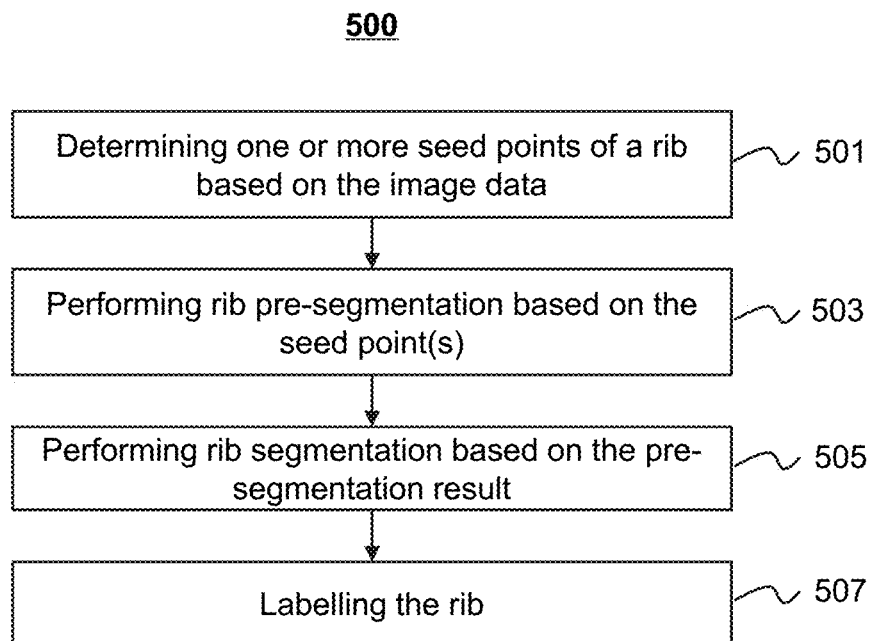 500
Determining one or more seed points of a rib
based on the image data
501
Performing rib pre-segmentation based on the
seed point(s)
503
Performing rib segmentation based on the pre-
segmentation result
505
Labelling the rib
507